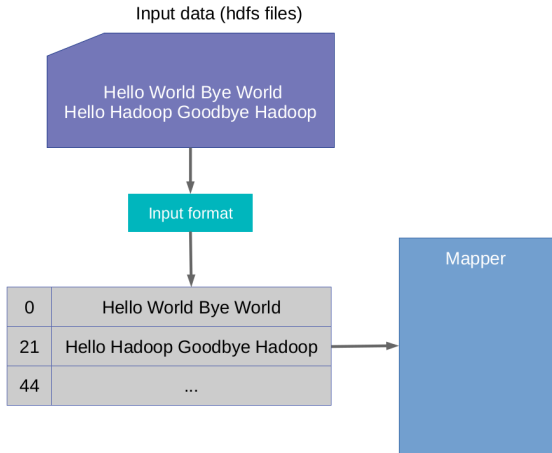 Input data (hdfs files)
Hello World Bye World
Hello Hadoop Goodbye Hadoop
Input format
Mapper
0 Hello World Bye World
21 Hello Hadoop Goodbye Hadoop
44 ...